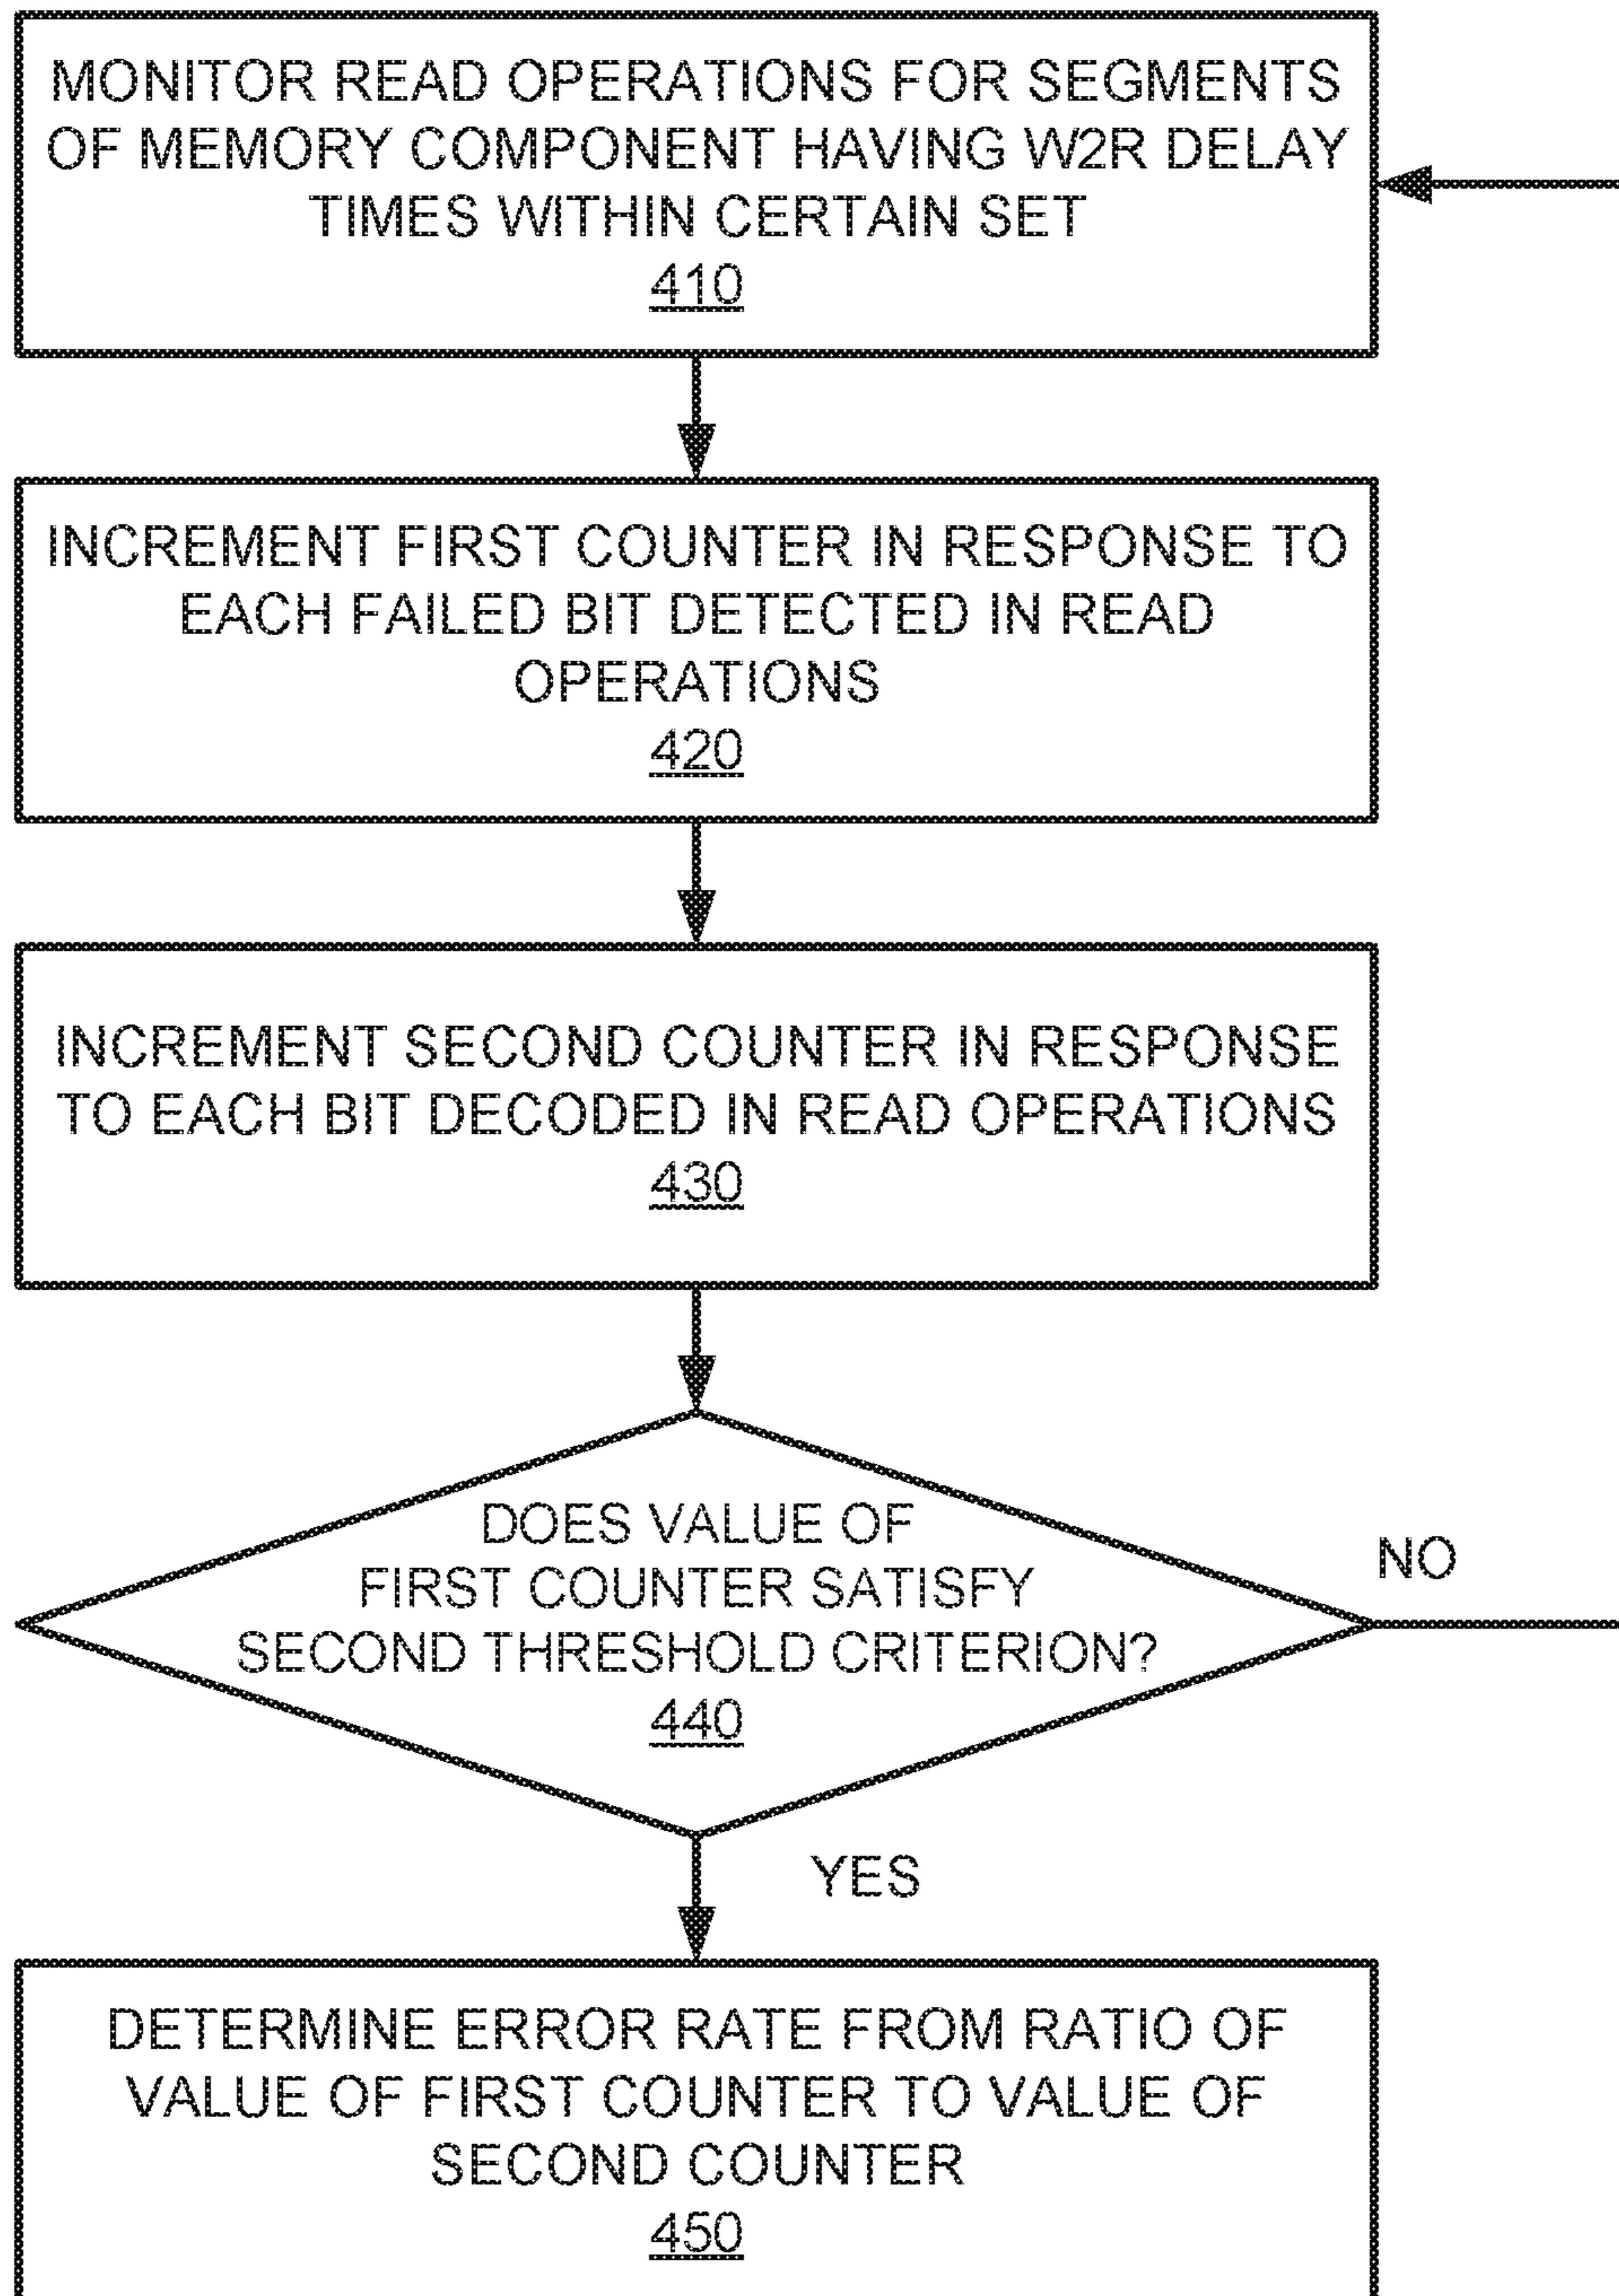 MONITOR READ OPERATIONS FOR SEGMENTS
OF MEMORY COMPONENT HAVING W2R DELAY
TIMES WITHIN CERTAIN SET
410
INCREMENT FIRST COUNTER IN RESPONSE TO
EACH FAILED BIT DETECTED IN READ
OPERATIONS
420
INCREMENT SECOND COUNTER IN RESPONSE
TO EACH BIT DECODED IN READ OPERATIONS
430
DOES VALUE OF
FIRST COUNTER SATISFY
SECOND THRESHOLD CRITERION?
440
NO
YES
DETERMINE ERROR RATE FROM RATIO OF
VALUE OF FIRST COUNTER TO VALUE OF
SECOND COUNTER
450